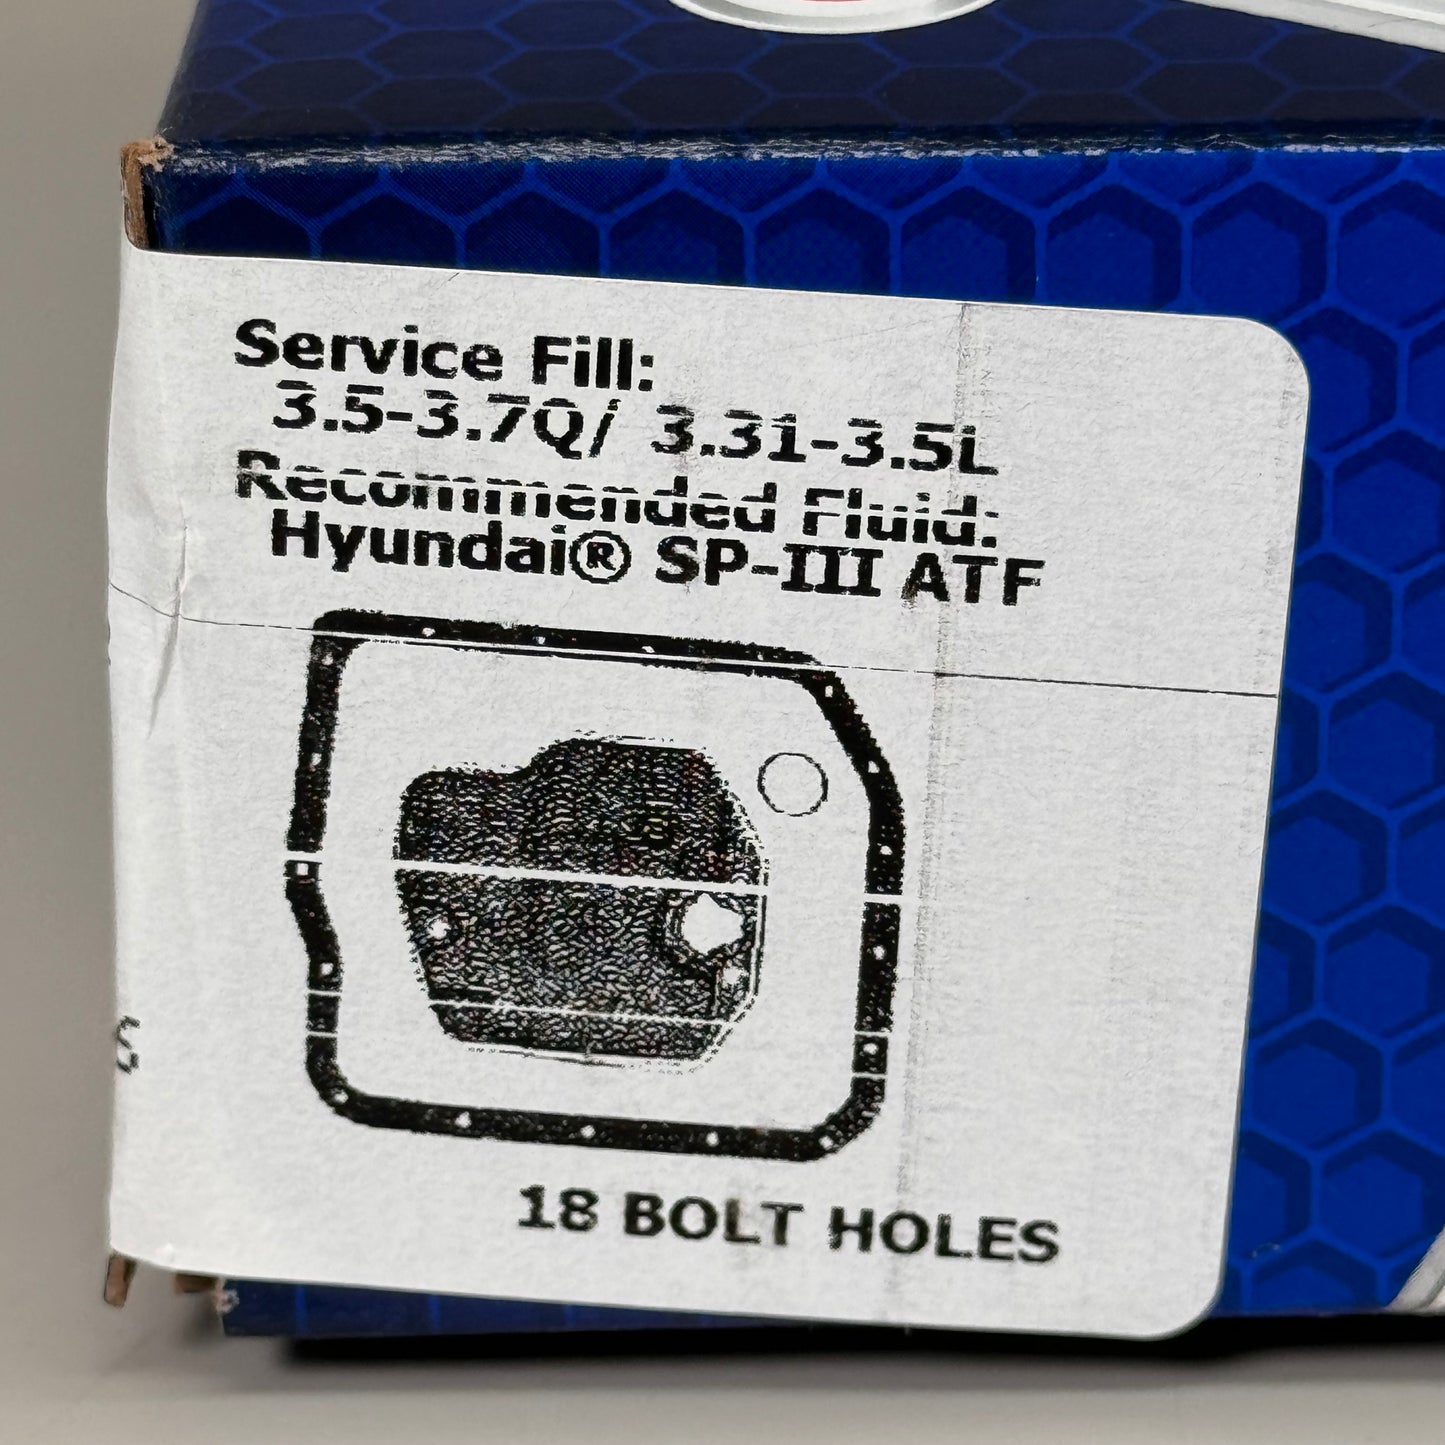 Service Fill:
3.5-3.7Q/ 3.31-3.5L
Recommended Fluid:
Hyundai® SP-III ATF
18 BOLT HOLES